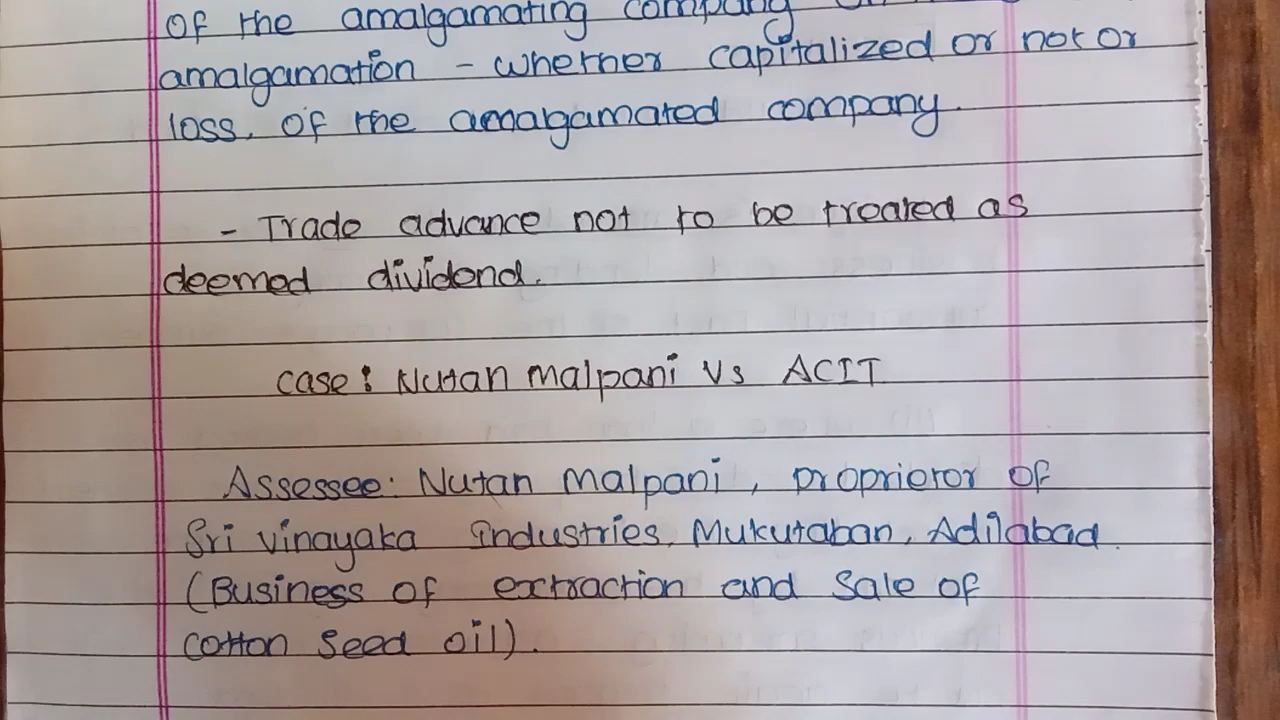 of the amalgamating company
amalgamation - whether capitalized or not or
loss. of the amalgamated company.
- Trade advance not to be treated as
deemed dividend.
case: Nutan Malpani Vs ACIT
Assessee: Nutan Malpani, proprietor of
Sri Vinayaka Industries, Mukutaban, Adilabad.
(Business of extraction and sale of
cotton seed oil).